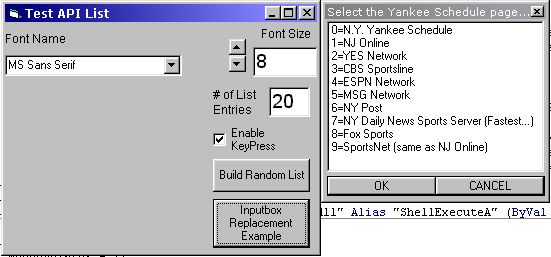 Test API List
Font Name
MS Sans Serif
Font Size
8
# of List
Entries
20
Enable
KeyPress
Build Random List
Inputbox
Replacement
Example
Select the Yankee Schedule page...
0=N.Y. Yankee Schedule
1=NJ Online
2=YES Network
3=CBS Sportsline
4=ESPN Network
5=MSG Network
6=NY Post
7=NY Daily News Sports Server (Fastest...)
8=Fox Sports
9=SportsNet (same as NJ Online)
OK
CANCEL
ll" Alias "ShellExecuteA" (ByVal